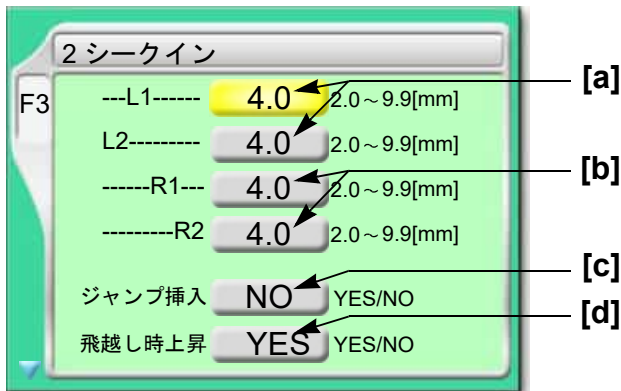 2 シークイン
F3
---L1------ 4.0 2.0～9.9[mm] [a]
L2--------- 4.0 2.0～9.9[mm]
------R1--- 4.0 2.0～9.9[mm] [b]
---------R2 4.0 2.0～9.9[mm]
ジャンプ挿入 NO YES/NO [c]
飛越し時上昇 YES YES/NO [d]